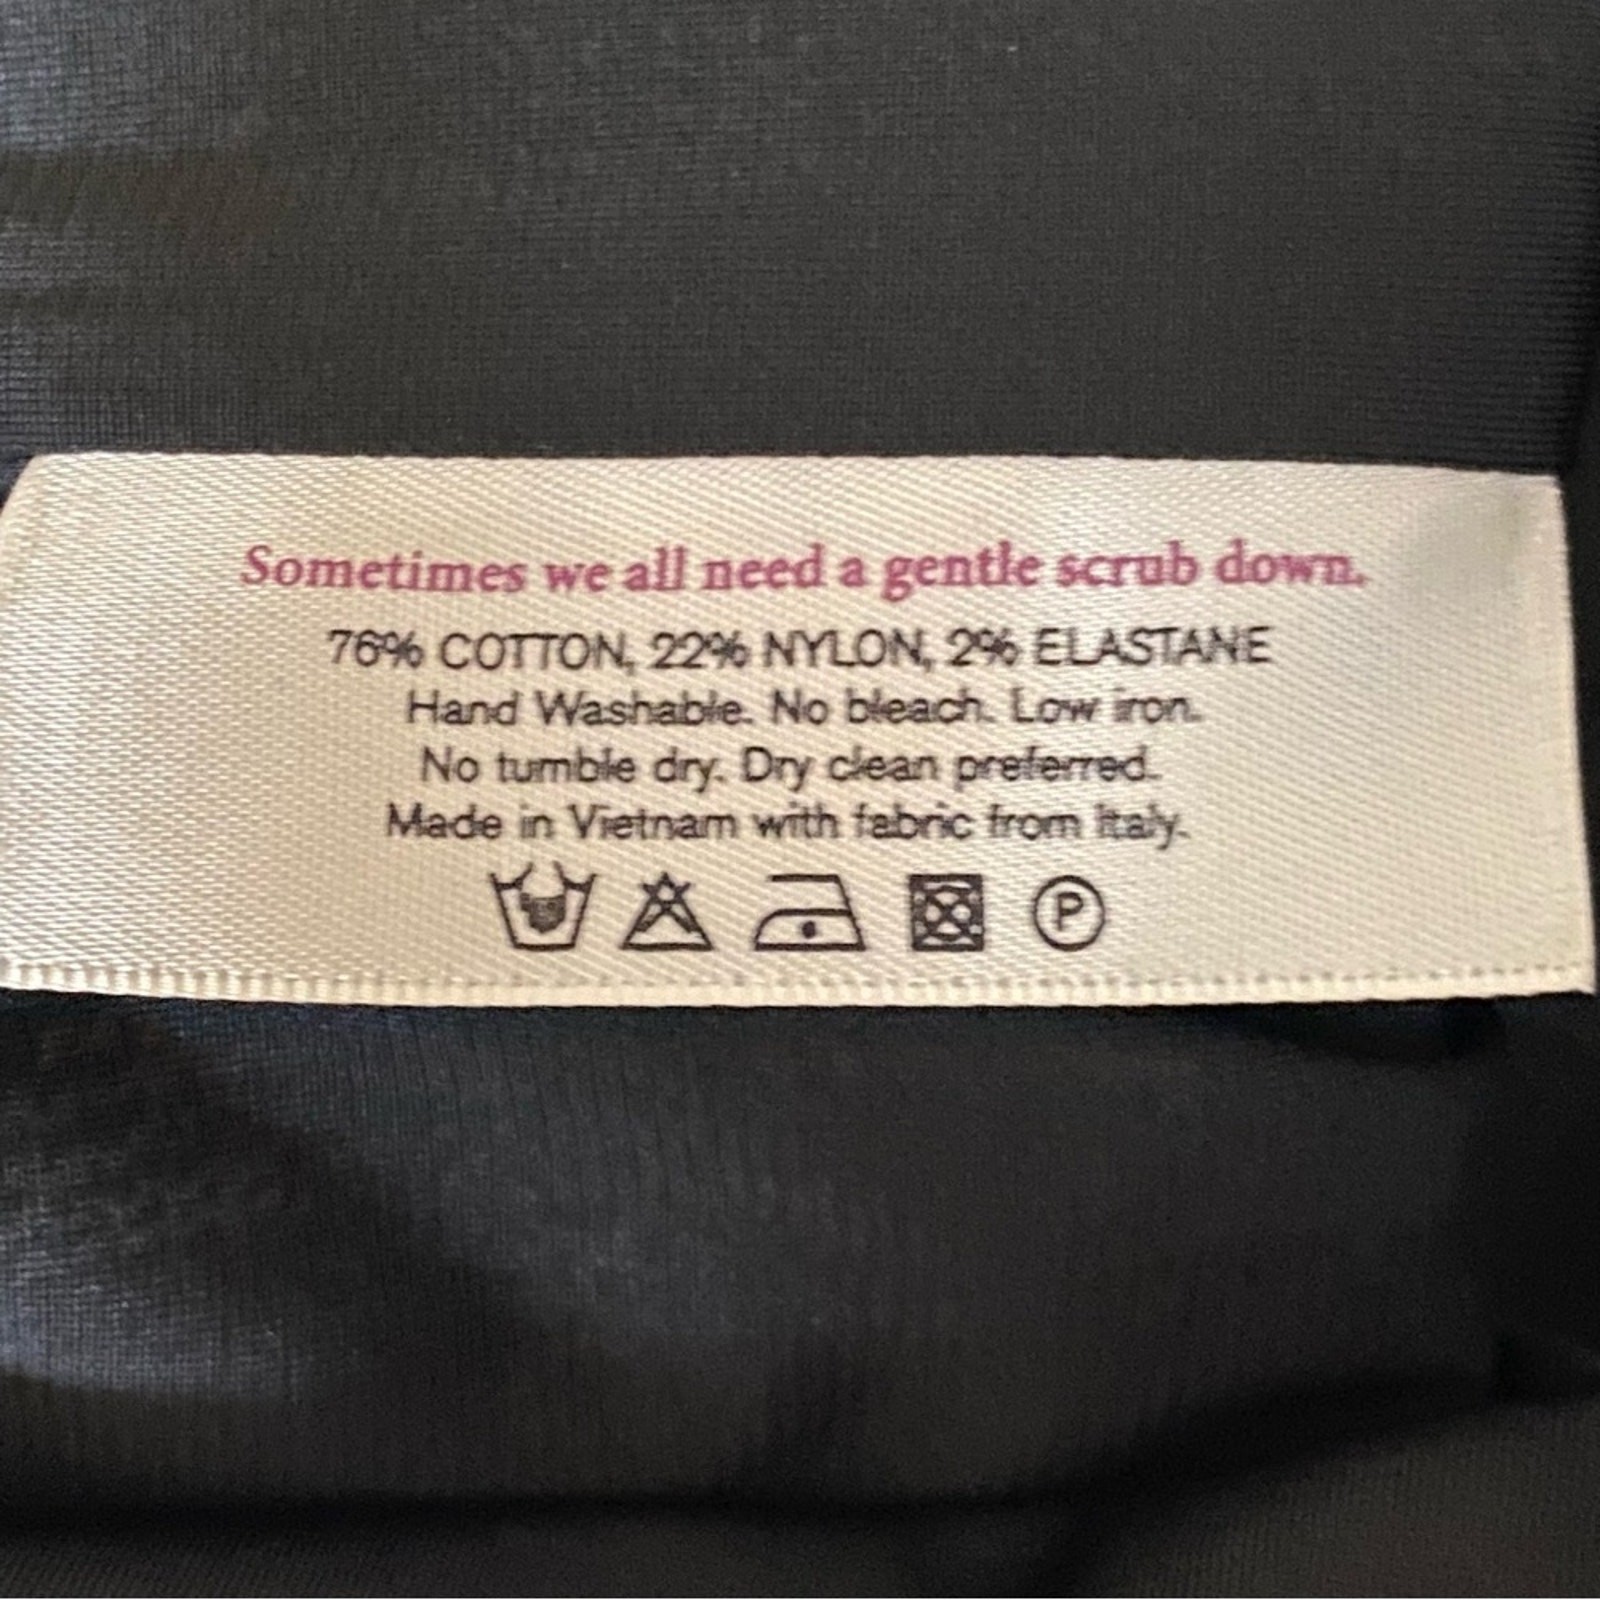 Sometimes we all need a gentle scrub down.
76% COTTON, 22% NYLON, 2% ELASTANE
Hand Washable. No bleach. Low iron.
No tumble dry. Dry clean preferred.
Made in Vietnam with fabric from Italy.
P